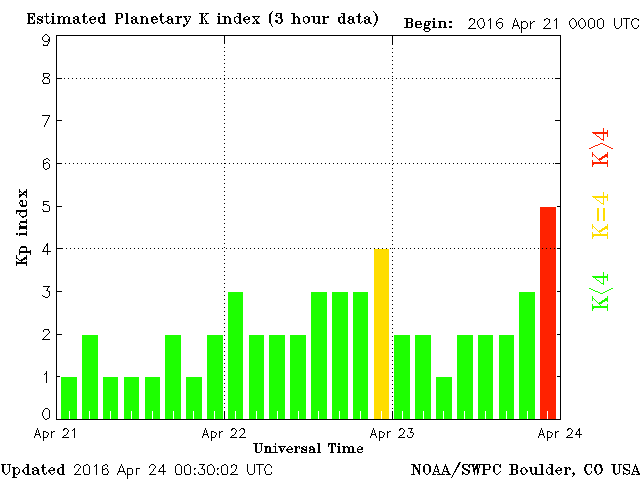 Estimated Planetary K index (3 hour data) Begin: 2016 Apr 21 0000 UTC
9
8
7
6
5
4
3
2
1
0
Kp index
K>4
K=4
K<4
Apr 21 Apr 22 Apr 23 Apr 24
Universal Time
Updated 2016 Apr 24 00:30:02 UTC NOAA/SWPC Boulder, CO USA